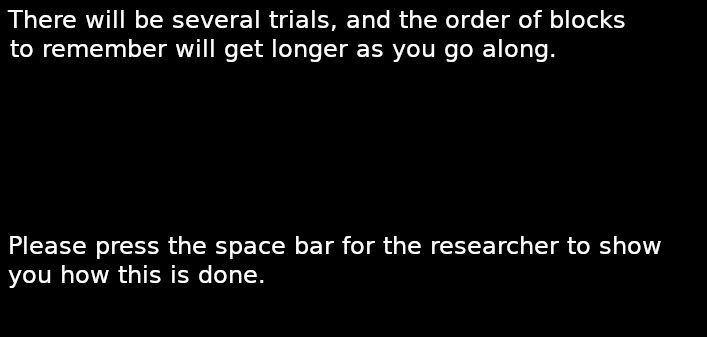 There will be several trials, and the order of blocks
to remember will get longer as you go along.
Please press the space bar for the researcher to show
you how this is done.